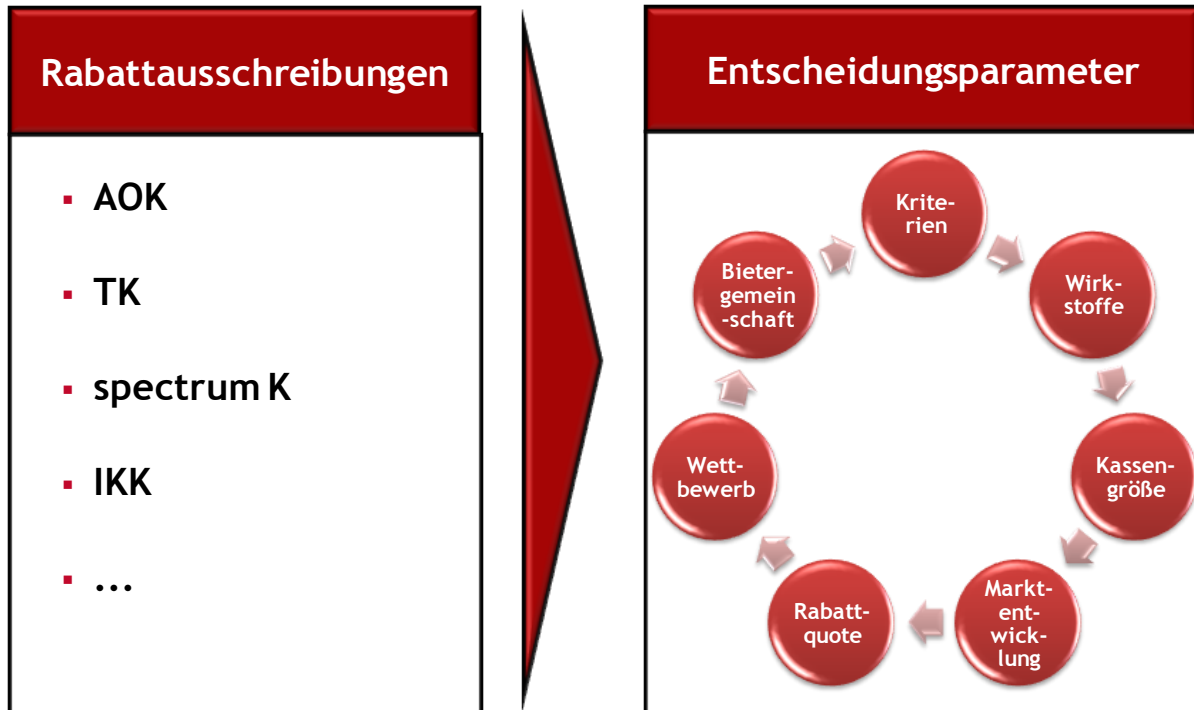 Rabattausschreibungen
▪ AOK
▪ TK
▪ spectrum K
▪ IKK
▪ ...
Entscheidungsparameter
Krite-
rien
Wirk-
stoffe
Kassen-
größe
Markt-
ent-
wick-
lung
Rabatt-
quote
Wett-
bewerb
Bieter-
gemein
-schaft